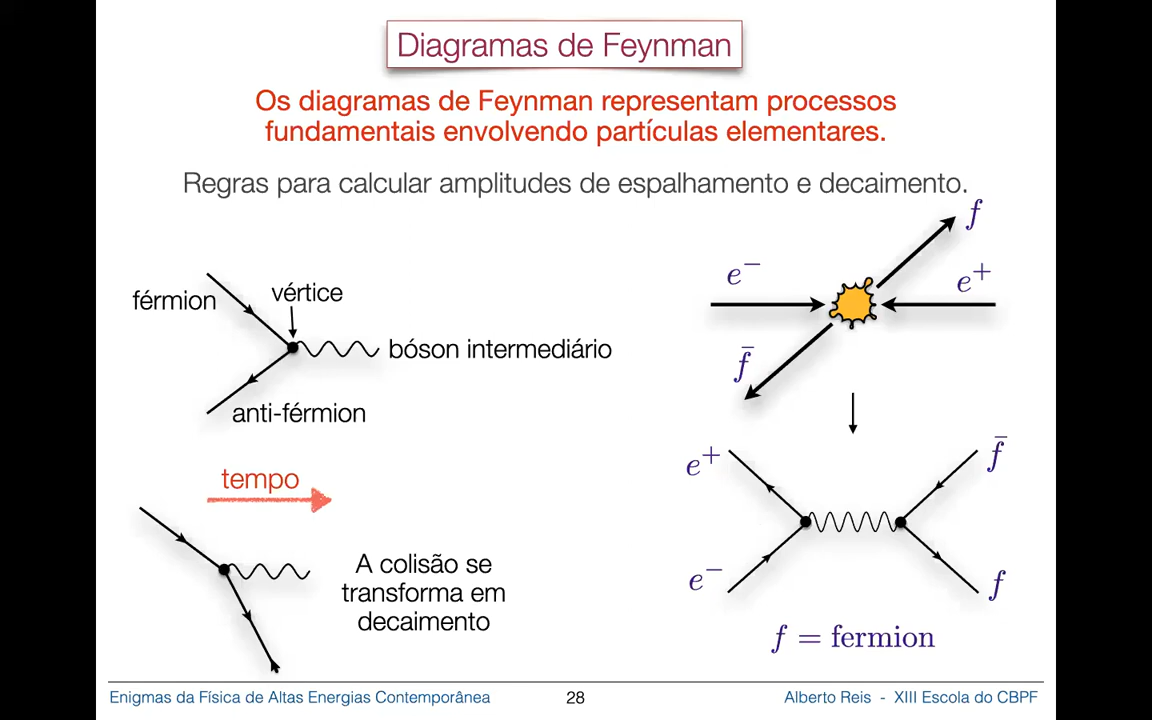 Diagramas de Feynman
Os diagramas de Feynman representam processos
fundamentais envolvendo partículas elementares.
Regras para calcular amplitudes de espalhamento e decaimento.
férmion
vértice
bóson intermediário
anti-férmion
tempo
A colisão se
transforma em
decaimento
f
e⁻
e⁺
f̄
e⁺
f̄
e⁻
f
f = fermion
Enigmas da Física de Altas Energias Contemporânea
28
Alberto Reis - XIII Escola do CBPF